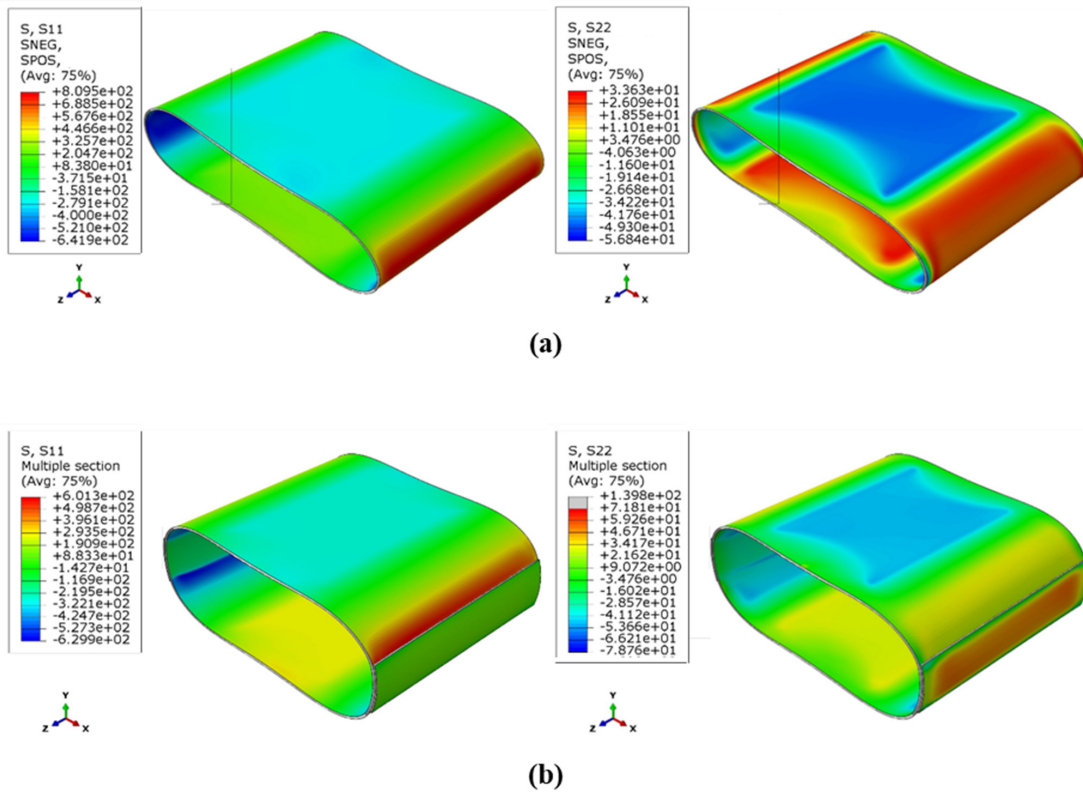 S, S11
SNEG,
SPOS,
(Avg: 75%)
+8.095e+02
+6.885e+02
+5.676e+02
+4.466e+02
+3.257e+02
+2.047e+02
+8.380e+01
-3.715e+01
-1.581e+02
-2.791e+02
-4.000e+02
-5.210e+02
-6.419e+02
Y
Z
X
S, S22
SNEG,
SPOS,
(Avg: 75%)
+3.363e+01
+2.609e+01
+1.855e+01
+1.101e+01
+3.476e+00
-4.063e+00
-1.160e+01
-1.914e+01
-2.668e+01
-3.422e+01
-4.176e+01
-4.930e+01
-5.684e+01
Y
Z
X
(a)
S, S11
Multiple section
(Avg: 75%)
+6.013e+02
+4.987e+02
+3.961e+02
+2.935e+02
+1.909e+02
+8.833e+01
-1.427e+01
-1.169e+02
-2.195e+02
-3.221e+02
-4.247e+02
-5.273e+02
-6.299e+02
Y
Z
X
S, S22
Multiple section
(Avg: 75%)
+1.398e+02
+7.181e+01
+5.926e+01
+4.671e+01
+3.417e+01
+2.162e+01
+9.072e+00
-3.476e+00
-1.602e+01
-2.857e+01
-4.112e+01
-5.366e+01
-6.621e+01
-7.876e+01
Y
Z
X
(b)